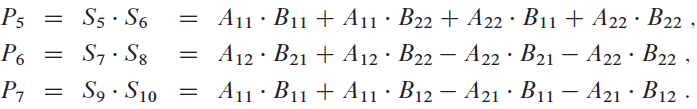 P₅ = S₅ · S₆ = A₁₁ · B₁₁ + A₁₁ · B₂₂ + A₂₂ · B₁₁ + A₂₂ · B₂₂ ,
P₆ = S₇ · S₈ = A₁₂ · B₂₁ + A₁₂ · B₂₂ − A₂₂ · B₂₁ − A₂₂ · B₂₂ ,
P₇ = S₉ · S₁₀ = A₁₁ · B₁₁ + A₁₁ · B₁₂ − A₂₁ · B₁₁ − A₂₁ · B₁₂ .